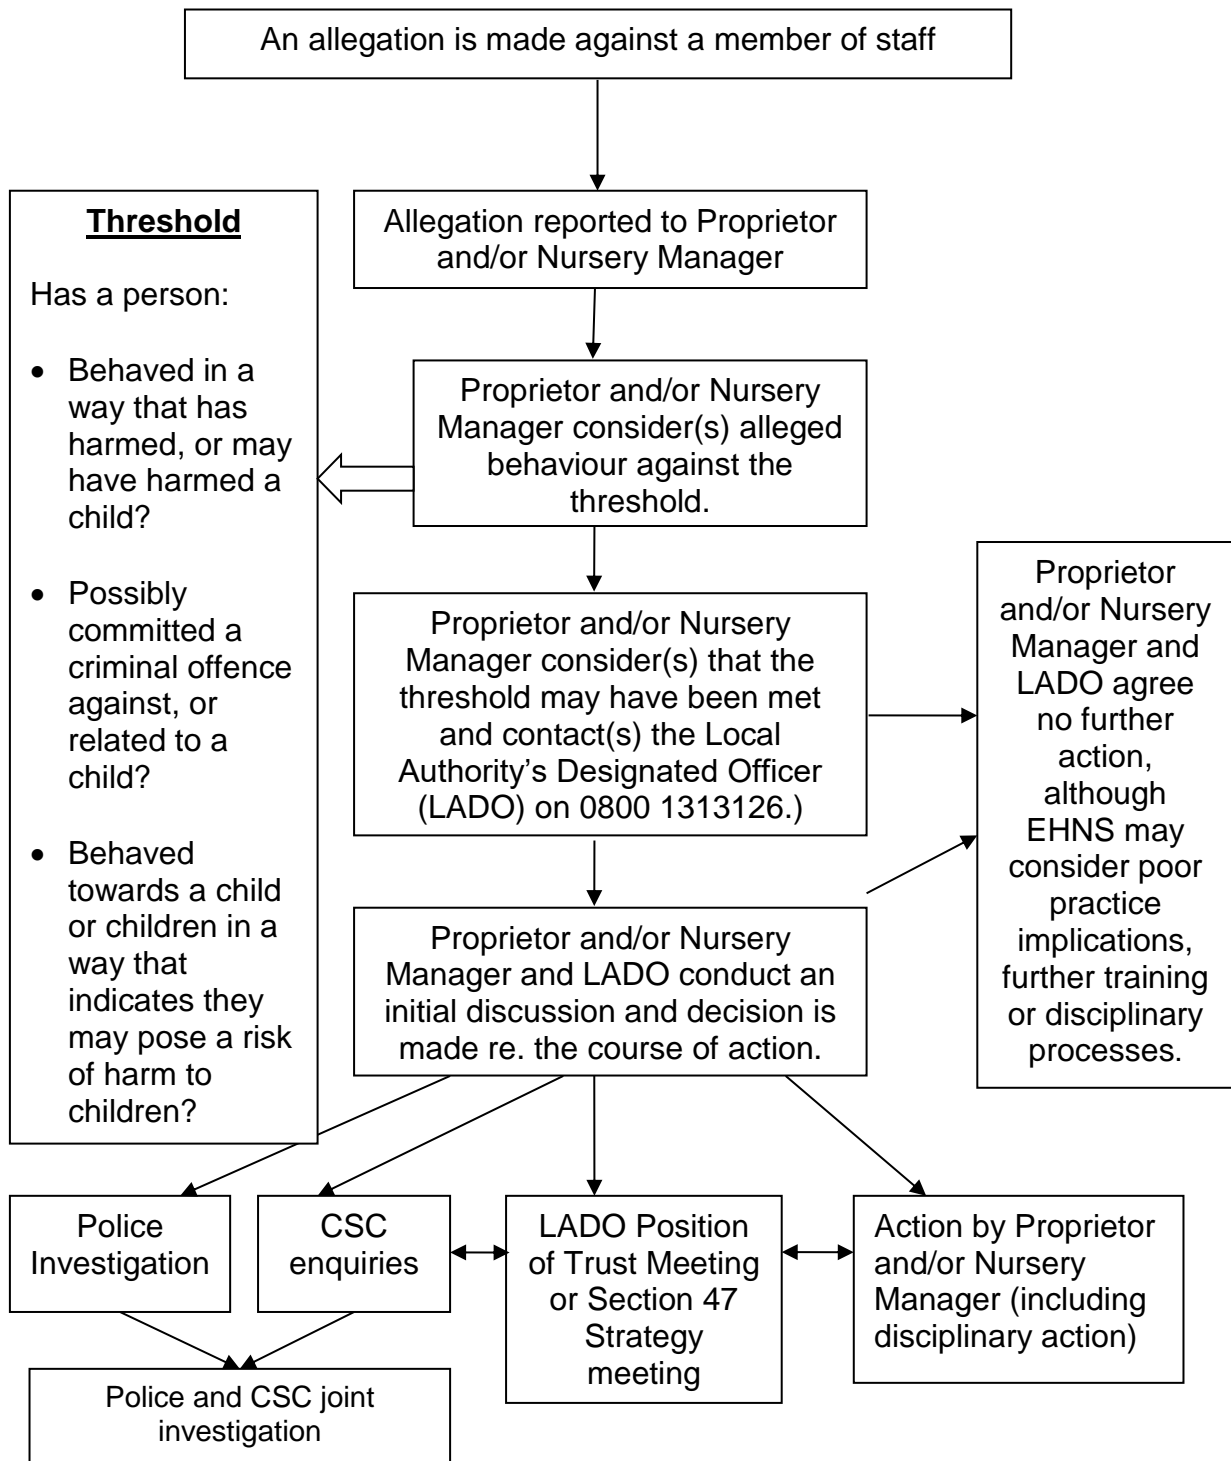 An allegation is made against a member of staff
Allegation reported to Proprietor
and/or Nursery Manager
Threshold
Has a person:
• Behaved in a
way that has
harmed, or may
have harmed a
child?
• Possibly
committed a
criminal offence
against, or
related to a
child?
• Behaved
towards a child
or children in a
way that
indicates they
may pose a risk
of harm to
children?
Proprietor and/or Nursery
Manager consider(s) alleged
behaviour against the
threshold.
Proprietor and/or Nursery
Manager consider(s) that the
threshold may have been met
and contact(s) the Local
Authority’s Designated Officer
(LADO) on 0800 1313126.)
Proprietor
and/or Nursery
Manager and
LADO agree
no further
action,
although
EHNS may
consider poor
practice
implications,
further training
or disciplinary
processes.
Proprietor and/or Nursery
Manager and LADO conduct an
initial discussion and decision is
made re. the course of action.
Police
Investigation
CSC
enquiries
LADO Position
of Trust Meeting
or Section 47
Strategy
meeting
Action by Proprietor
and/or Nursery
Manager (including
disciplinary action)
Police and CSC joint
investigation